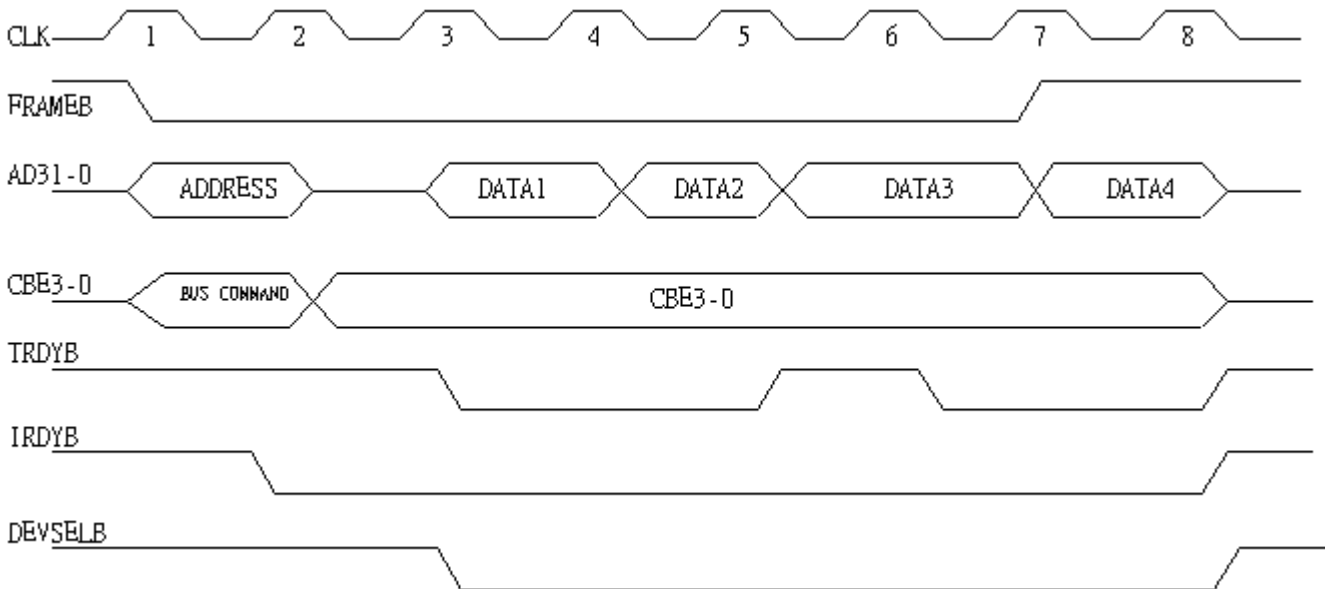 CLK 1 2 3 4 5 6 7 8
FRAMEB
AD31-0 ADDRESS DATA1 DATA2 DATA3 DATA4
CBE3-0 BUS COMMAND CBE3-0
TRDYB
IRDYB
DEVSELB